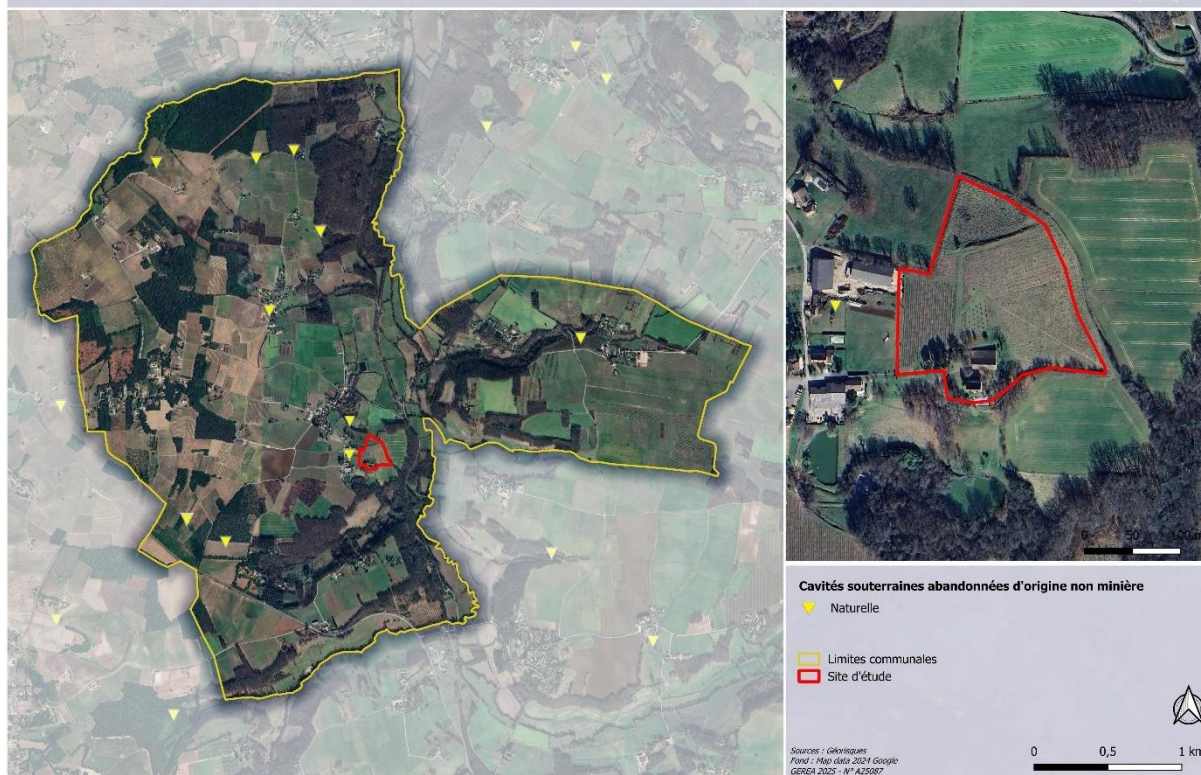 0 50 100 m
Cavités souterraines abandonnées d'origine non minière
Naturelle
Limites communales
Site d'étude
Sources : Géorisques
Fond : Map data 2024 Google
GEREA 2025 - N° A25087
0 0,5 1 km